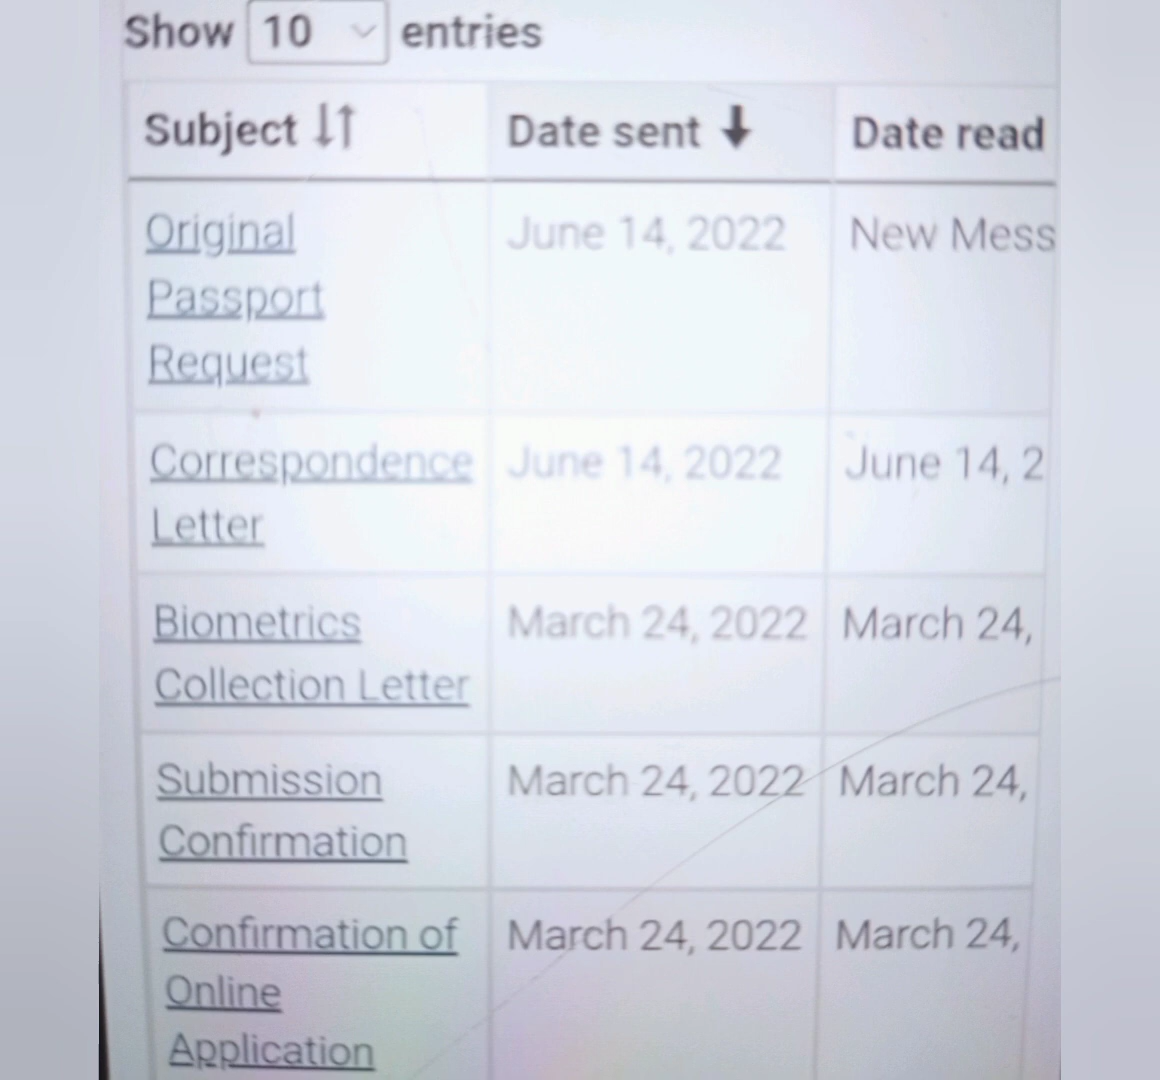 Show 10 entries
Subject Date sent Date read
Original June 14, 2022 New Mess
Passport
Request
Correspondence June 14, 2022 June 14, 2
Letter
Biometrics March 24, 2022 March 24,
Collection Letter
Submission March 24, 2022 March 24,
Confirmation
Confirmation of March 24, 2022 March 24,
Online
Application